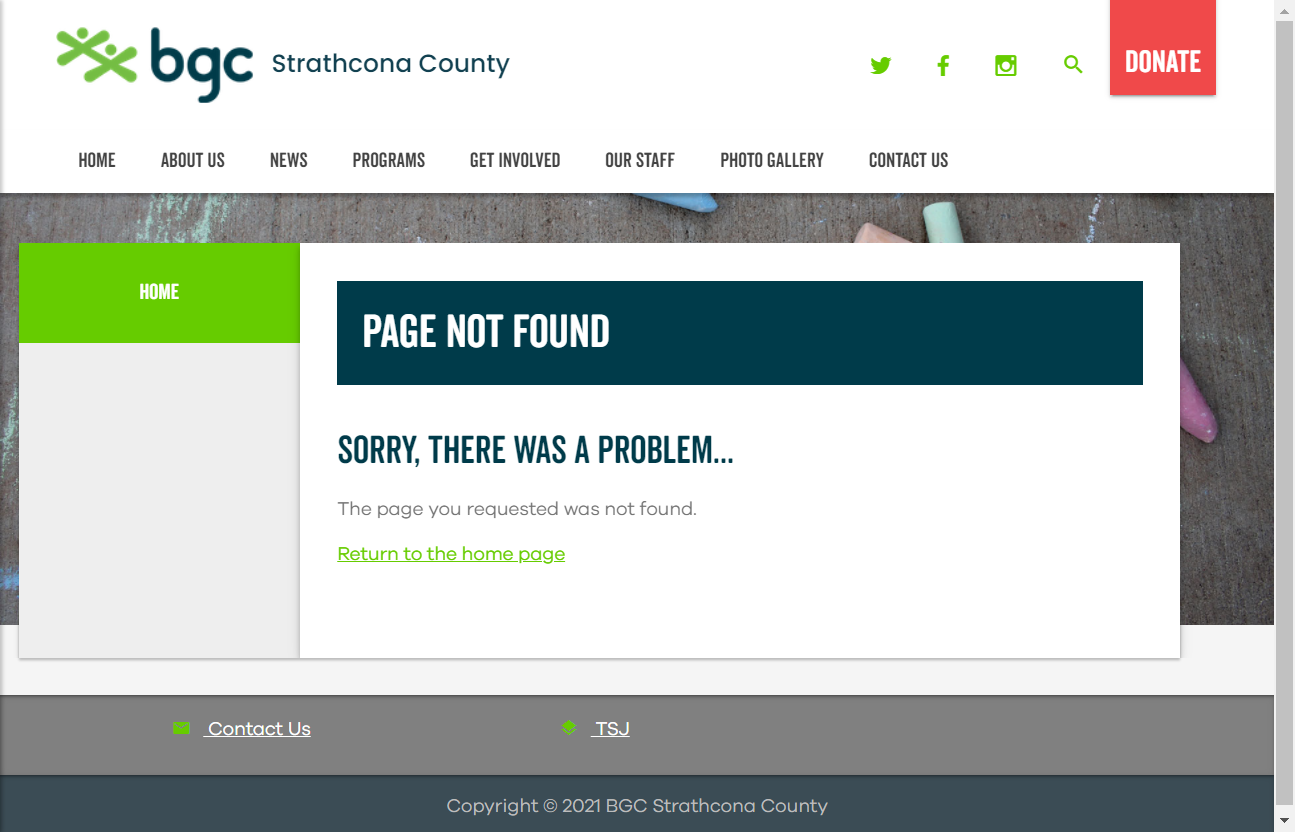 bgc Strathcona County
DONATE
HOME ABOUT US NEWS PROGRAMS GET INVOLVED OUR STAFF PHOTO GALLERY CONTACT US
HOME
PAGE NOT FOUND
SORRY, THERE WAS A PROBLEM...
The page you requested was not found.
Return to the home page
Contact Us TSJ
Copyright © 2021 BGC Strathcona County